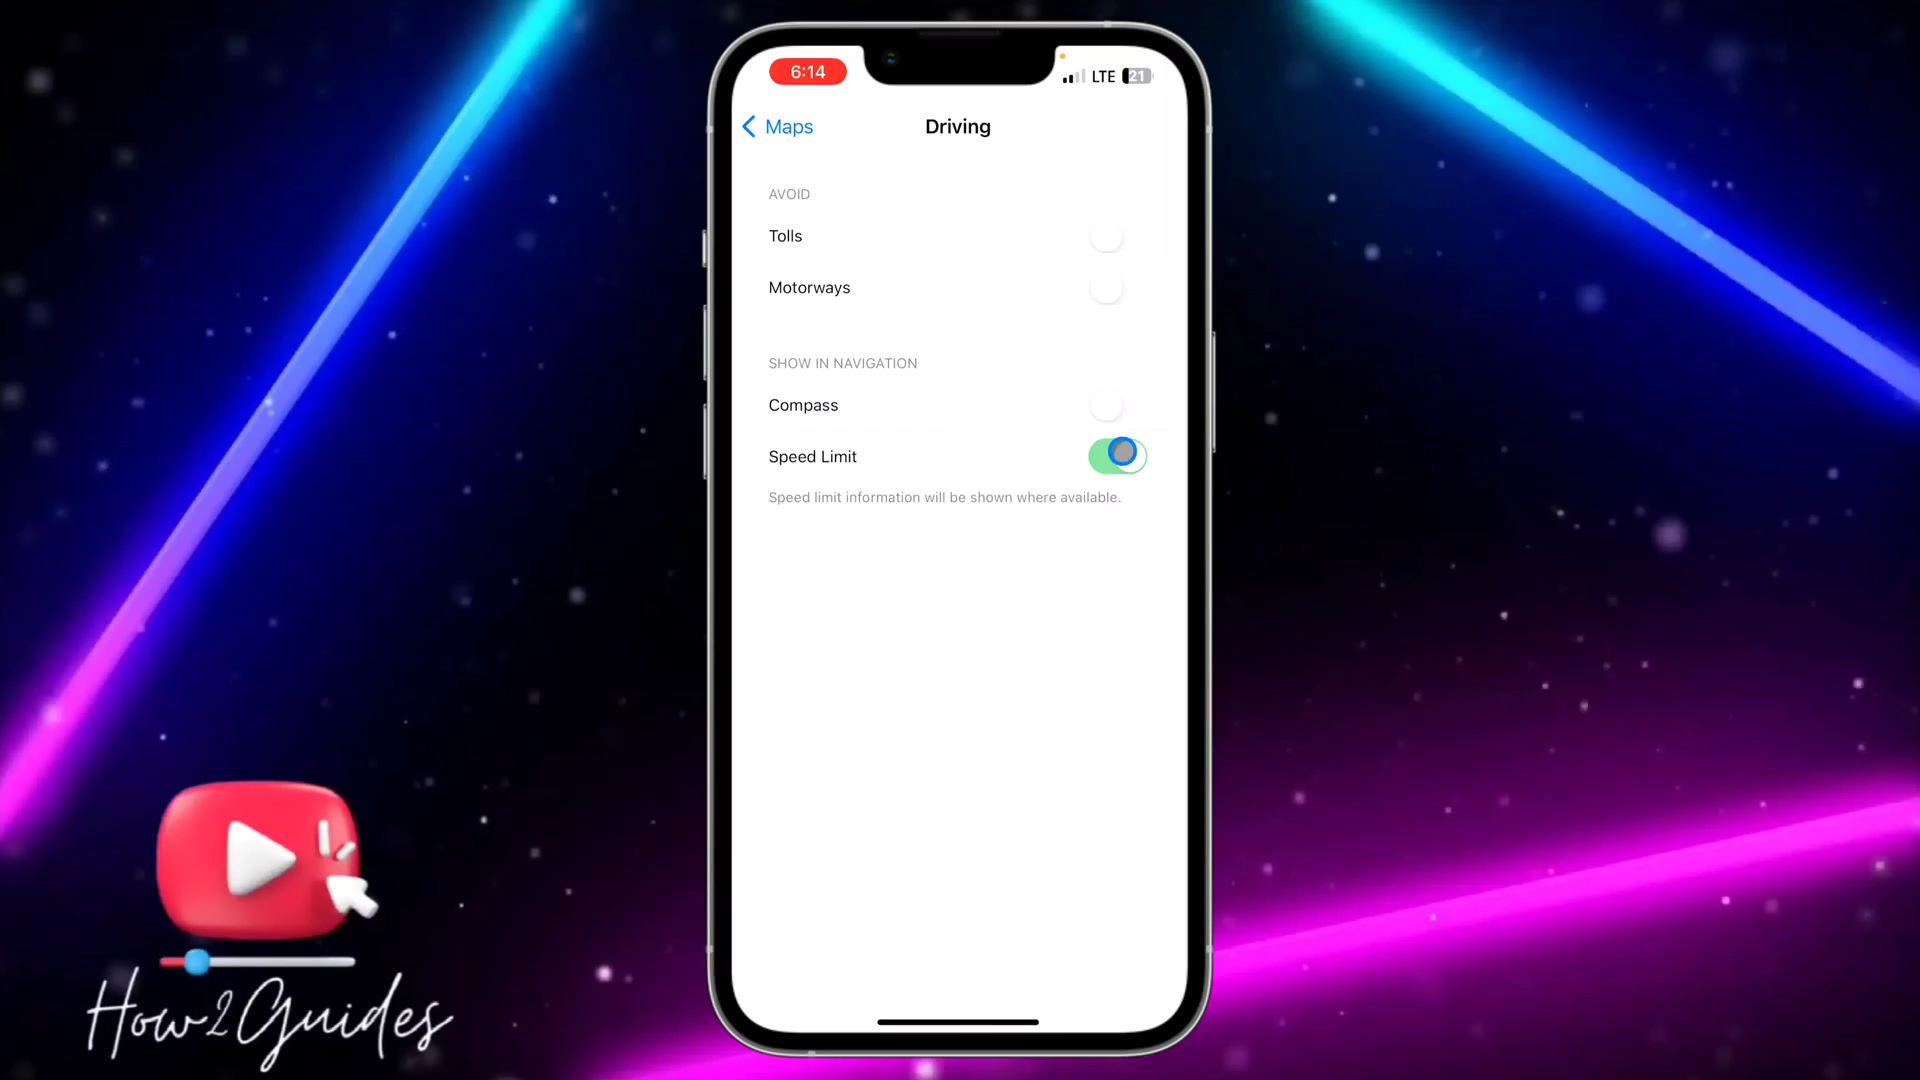 6:14
LTE 21
Maps
Driving
AVOID
Tolls
Motorways
SHOW IN NAVIGATION
Compass
Speed Limit
Speed limit information will be shown where available.
How2Guides